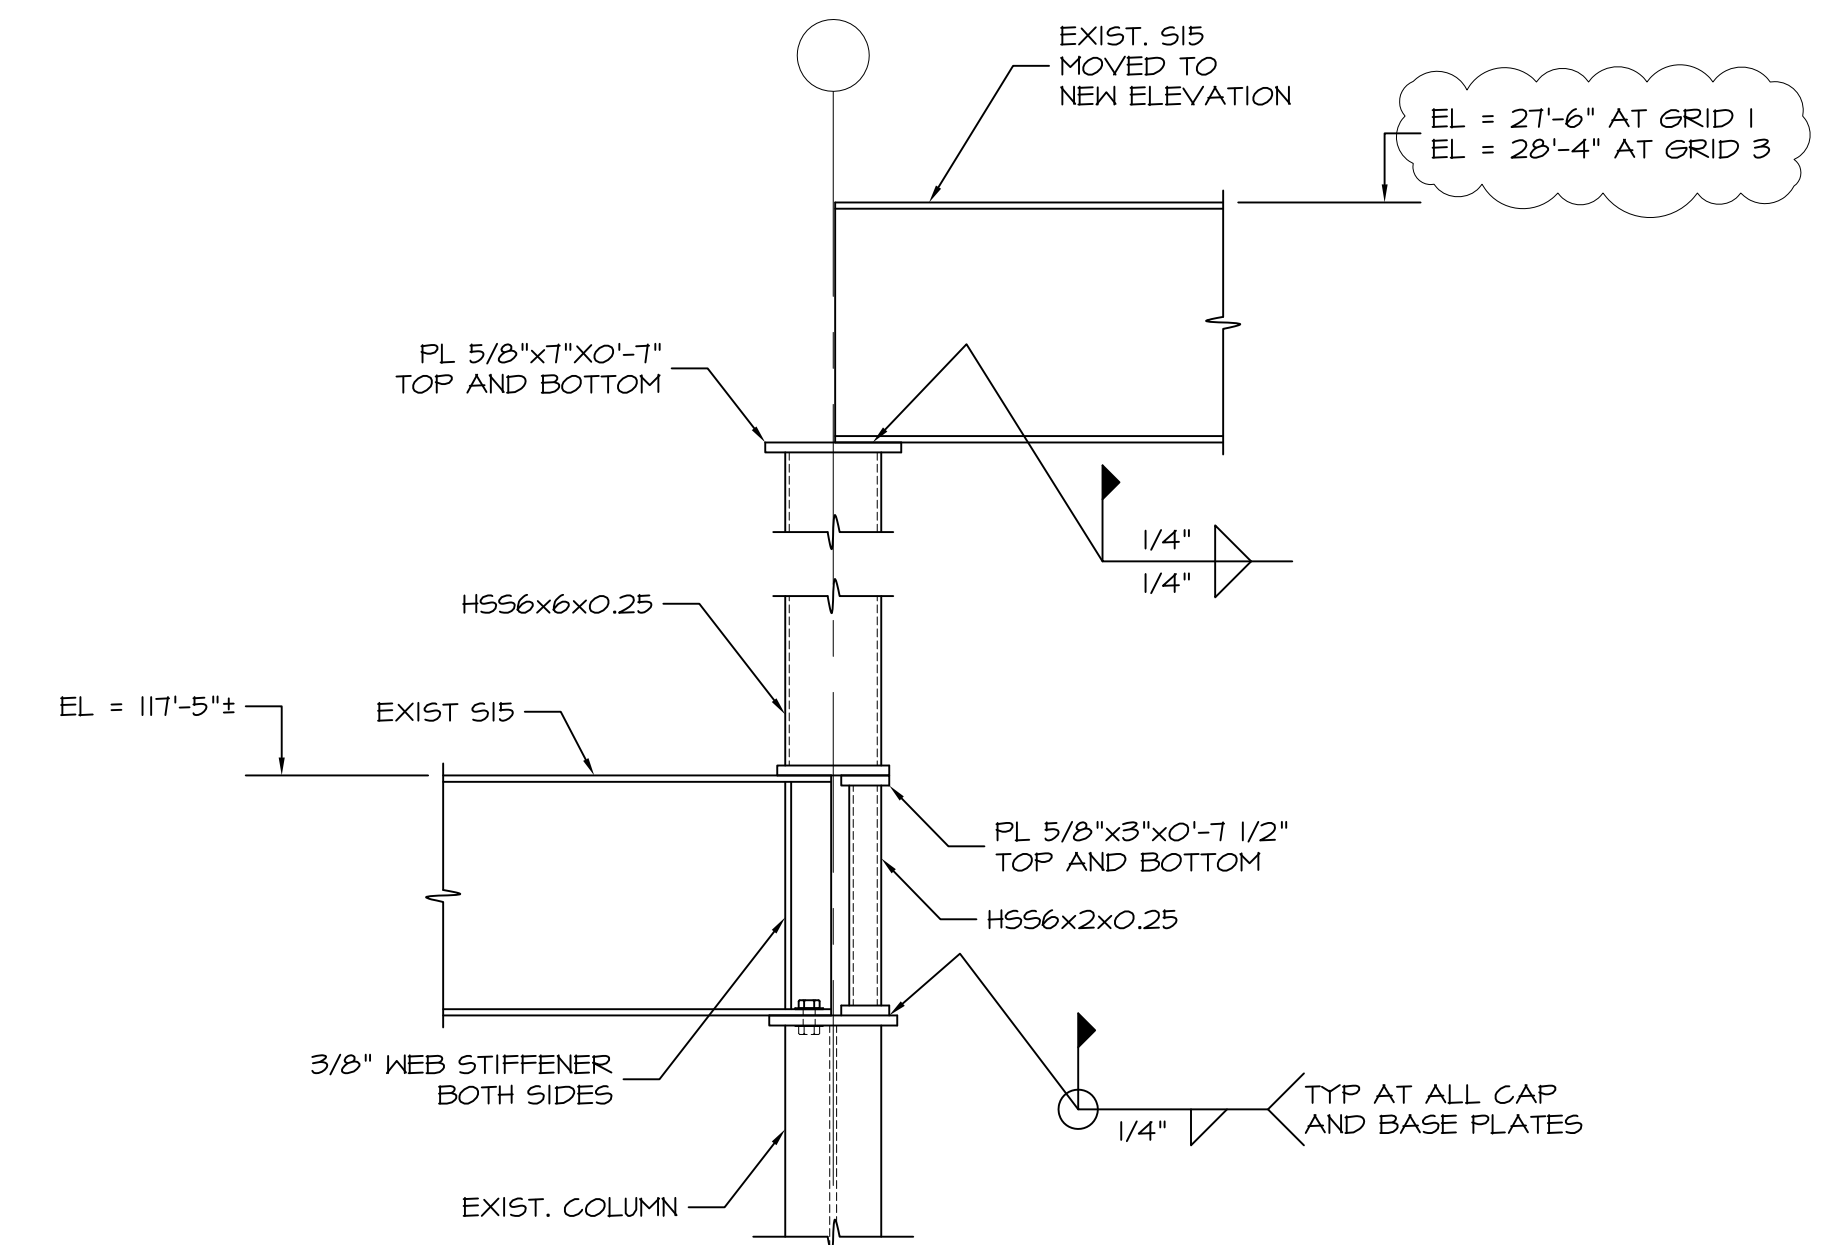 EXIST. S15
MOVED TO
NEW ELEVATION
EL = 27'-6" AT GRID 1
EL = 28'-4" AT GRID 3
PL 5/8"x7"X0'-7"
TOP AND BOTTOM
1/4"
1/4"
HSS6x6x0.25
EL = 117'-5"±
EXIST S15
PL 5/8"x3"x0'-7 1/2"
TOP AND BOTTOM
HSS6x2x0.25
3/8" WEB STIFFENER
BOTH SIDES
1/4"
TYP AT ALL CAP
AND BASE PLATES
EXIST. COLUMN